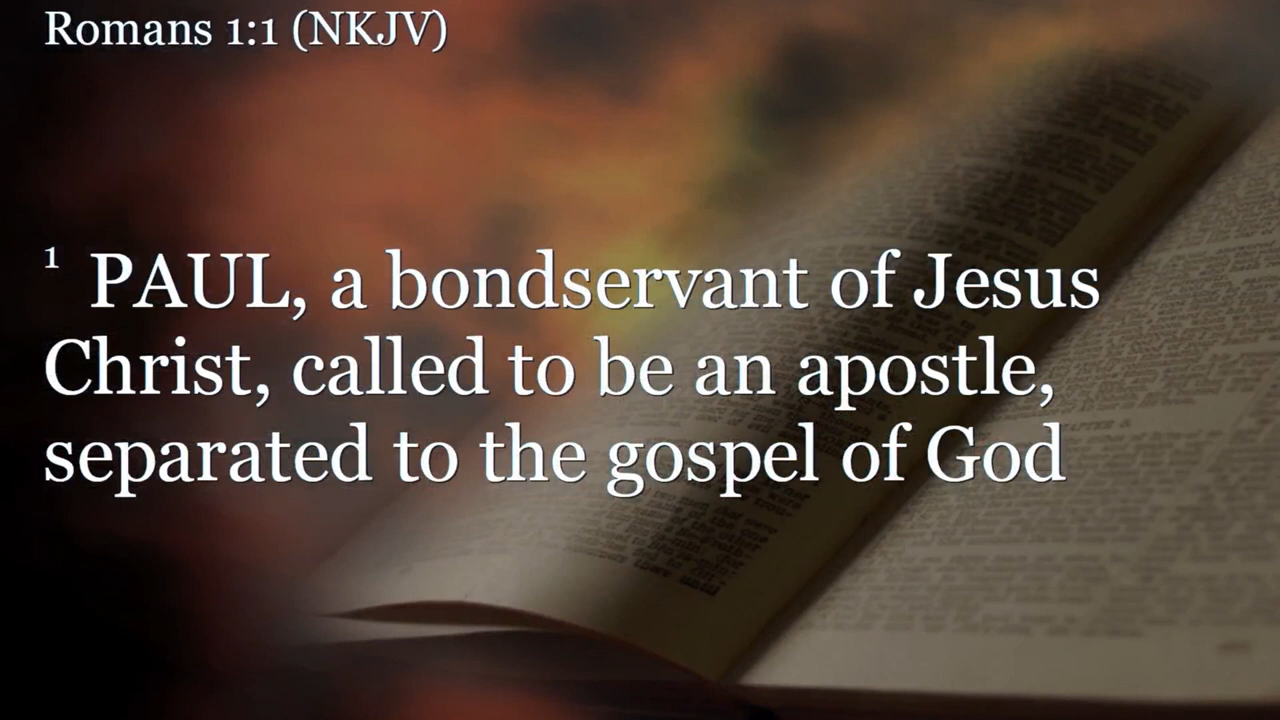 Romans 1:1 (NKJV)
1 PAUL, a bondservant of Jesus
Christ, called to be an apostle,
separated to the gospel of God